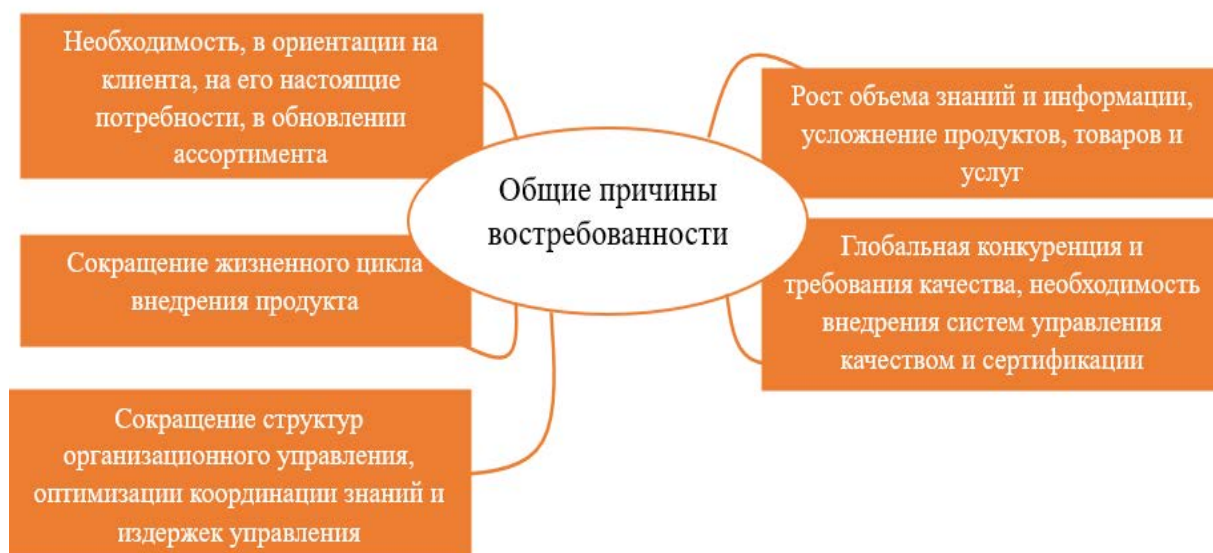 Необходимость, в ориентации на
клиента, на его настоящие
потребности, в обновлении
ассортимента
Сокращение жизненного цикла
внедрения продукта
Сокращение структур
организационного управления,
оптимизации координации знаний и
издержек управления
Общие причины
востребованности
Рост объема знаний и информации,
усложнение продуктов, товаров и
услуг
Глобальная конкуренция и
требования качества, необходимость
внедрения систем управления
качеством и сертификации